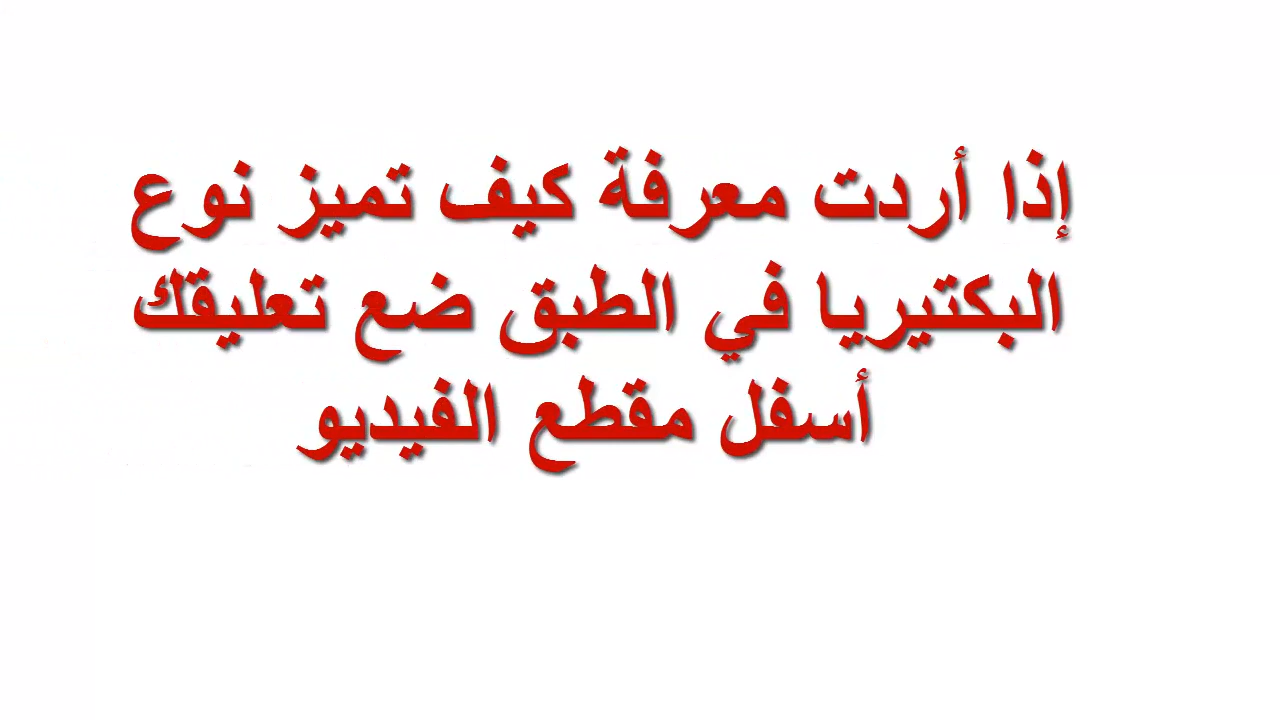 إذا أردت معرفة كيف تميز نوع
البكتيريا في الطبق ضع تعليقك
أسفل مقطع الفيديو